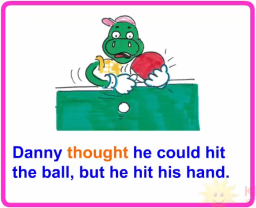 Danny thought he could hit
the ball, but he hit his hand.